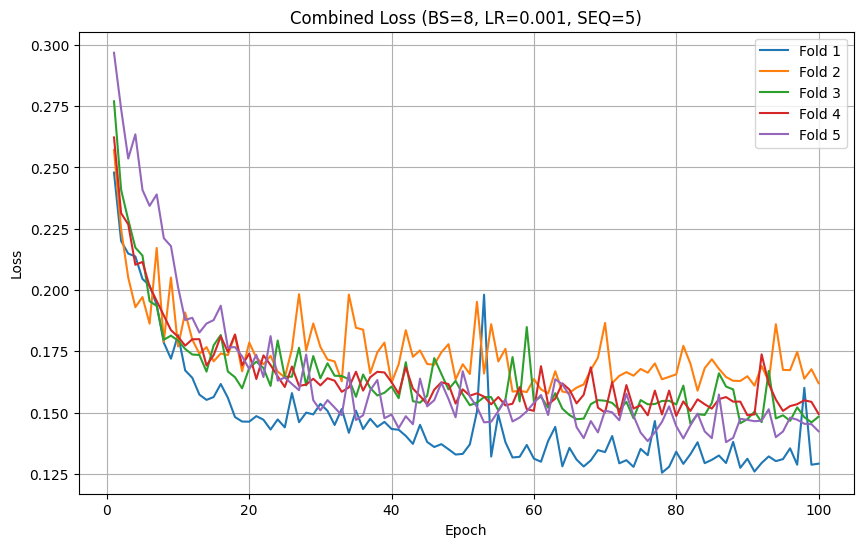 Combined Loss (BS=8, LR=0.001, SEQ=5)
0.300
0.275
0.250
0.225
0.200
0.175
0.150
0.125
Loss
Fold 1
Fold 2
Fold 3
Fold 4
Fold 5
0 20 40 60 80 100
Epoch